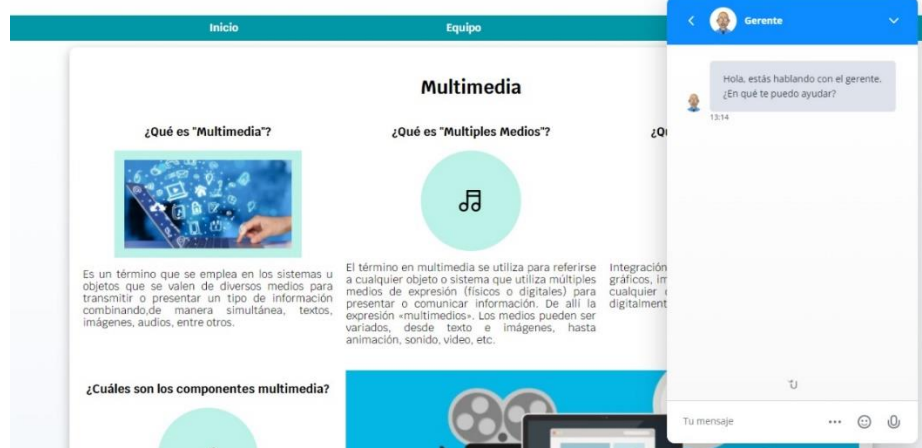 Inicio
Equipo
Gerente
Multimedia
Hola, estás hablando con el gerente.
¿En qué te puedo ayudar?
13:14
¿Qué es "Multimedia"?
¿Qué es "Multiples Medios"?
Es un término que se emplea en los sistemas u
objetos que se valen de diversos medios para
transmitir o presentar un tipo de información
combinando,de manera simultánea, textos,
imágenes, audios, entre otros.
El término en multimedia se utiliza para referirse
a cualquier objeto o sistema que utiliza múltiples
medios de expresión (físicos o digitales) para
presentar o comunicar información. De allí la
expresión «multimedios». Los medios pueden ser
variados, desde texto e imágenes, hasta
animación, sonido, video, etc.
Integración
gráficos,
cualquier
¿Cuáles son los componentes multimedia?
Tu mensaje